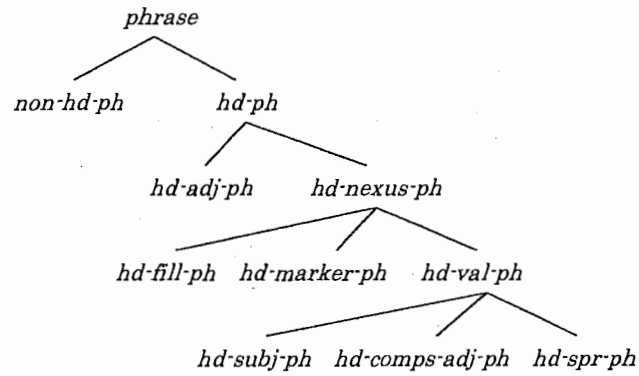 phrase
non-hd-ph hd-ph
hd-adj-ph hd-nexus-ph
hd-fill-ph hd-marker-ph hd-val-ph
hd-subj-ph hd-comps-adj-ph hd-spr-ph